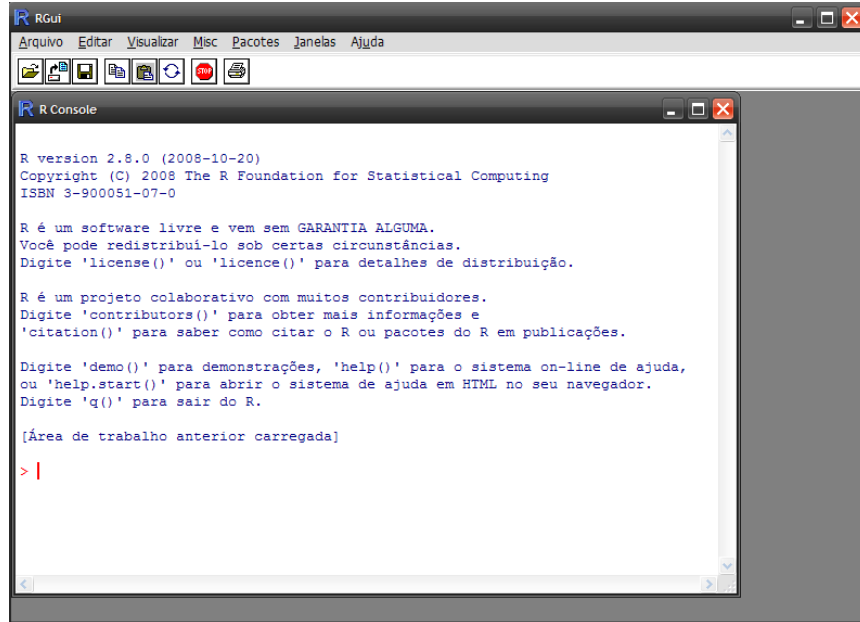 RGui
Arquivo Editar Visualizar Misc Pacotes Janelas Ajuda
STOP
R Console
R version 2.8.0 (2008-10-20)
Copyright (C) 2008 The R Foundation for Statistical Computing
ISBN 3-900051-07-0
R é um software livre e vem sem GARANTIA ALGUMA.
Você pode redistribuí-lo sob certas circunstâncias.
Digite 'license()' ou 'licence()' para detalhes de distribuição.
R é um projeto colaborativo com muitos contribuidores.
Digite 'contributors()' para obter mais informações e
'citation()' para saber como citar o R ou pacotes do R em publicações.
Digite 'demo()' para demonstrações, 'help()' para o sistema on-line de ajuda,
ou 'help.start()' para abrir o sistema de ajuda em HTML no seu navegador.
Digite 'q()' para sair do R.
[Área de trabalho anterior carregada]
>